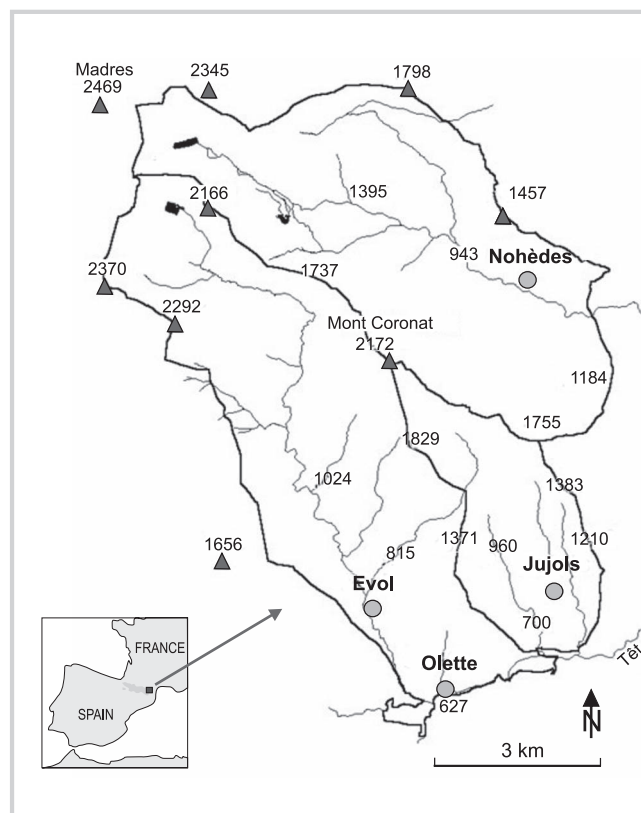 Madres
2469
2345
1798
2166
1395
1457
943
Nohèdes
1737
2370
2292
Mont Coronat
2172
1184
1755
1829
1024
1383
1371
815
960
1210
1656
Evol
Jujols
700
Têt
Olette
627
FRANCE
SPAIN
N
3 km